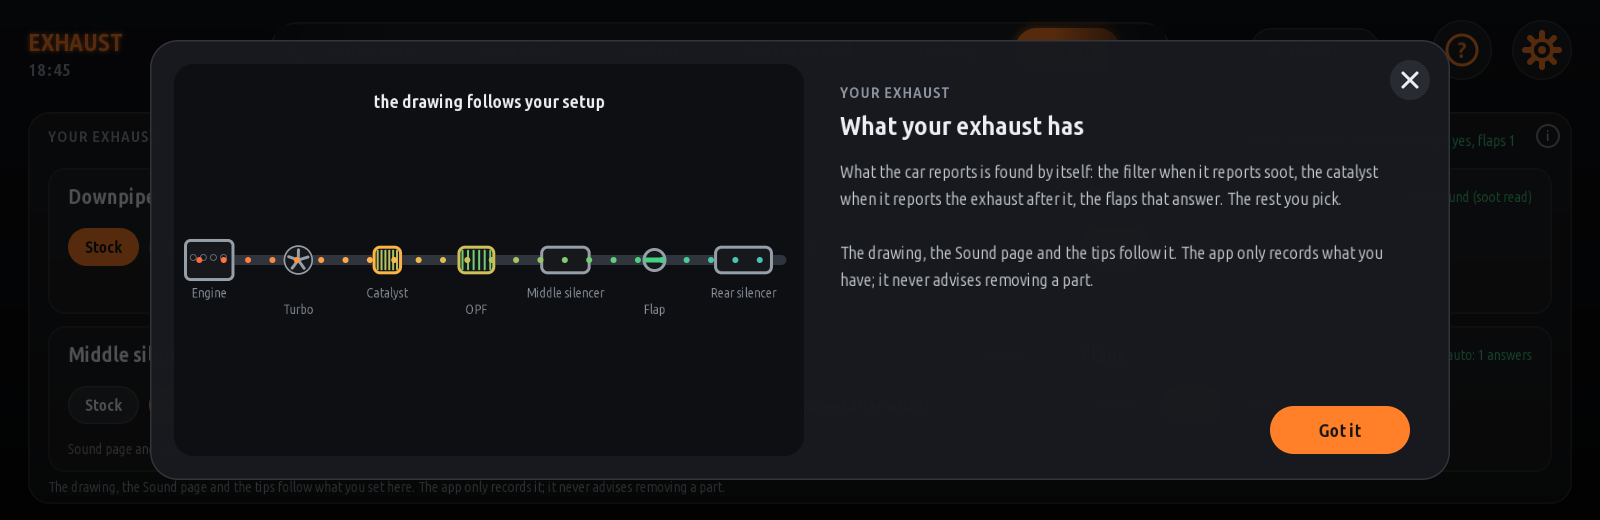 EXHAUST
18:45
?
YOUR EXHAUS
yes, flaps 1
i
Downpipe
und (soot read)
Stock
Middle sil
auto: 1 answers
Stock
Sound page an
The drawing, the Sound page and the tips follow what you set here. The app only records it; it never advises removing a part.
the drawing follows your setup
Engine
Turbo
Catalyst
OPF
Middle silencer
Flap
Rear silencer
YOUR EXHAUST
What your exhaust has
What the car reports is found by itself: the filter when it reports soot, the catalyst
when it reports the exhaust after it, the flaps that answer. The rest you pick.
The drawing, the Sound page and the tips follow it. The app only records what you
have; it never advises removing a part.
Got it